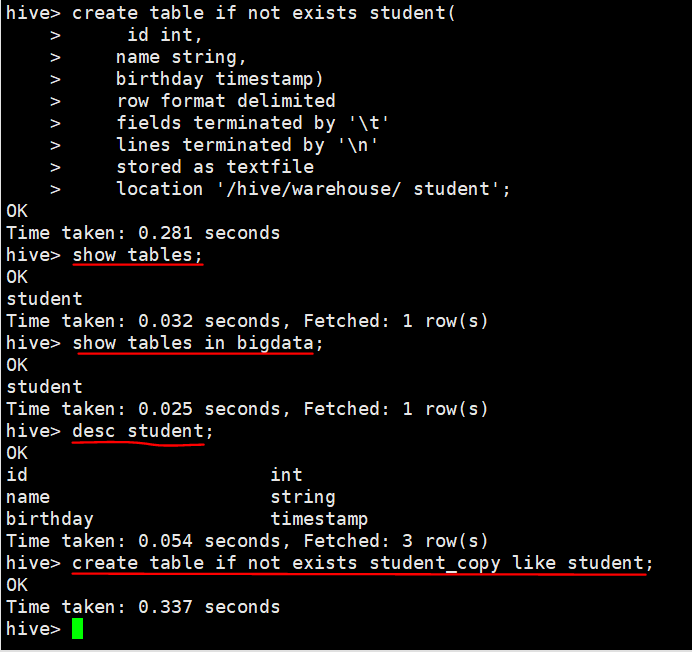 hive> create table if not exists student(
    >      id int,
    >     name string,
    >     birthday timestamp)
    >     row format delimited
    >     fields terminated by '\t'
    >     lines terminated by '\n'
    >     stored as textfile
    >     location '/hive/warehouse/ student';
OK
Time taken: 0.281 seconds
hive> show tables;
OK
student
Time taken: 0.032 seconds, Fetched: 1 row(s)
hive> show tables in bigdata;
OK
student
Time taken: 0.025 seconds, Fetched: 1 row(s)
hive> desc student;
OK
id                      int
name                    string
birthday                timestamp
Time taken: 0.054 seconds, Fetched: 3 row(s)
hive> create table if not exists student_copy like student;
OK
Time taken: 0.337 seconds
hive>